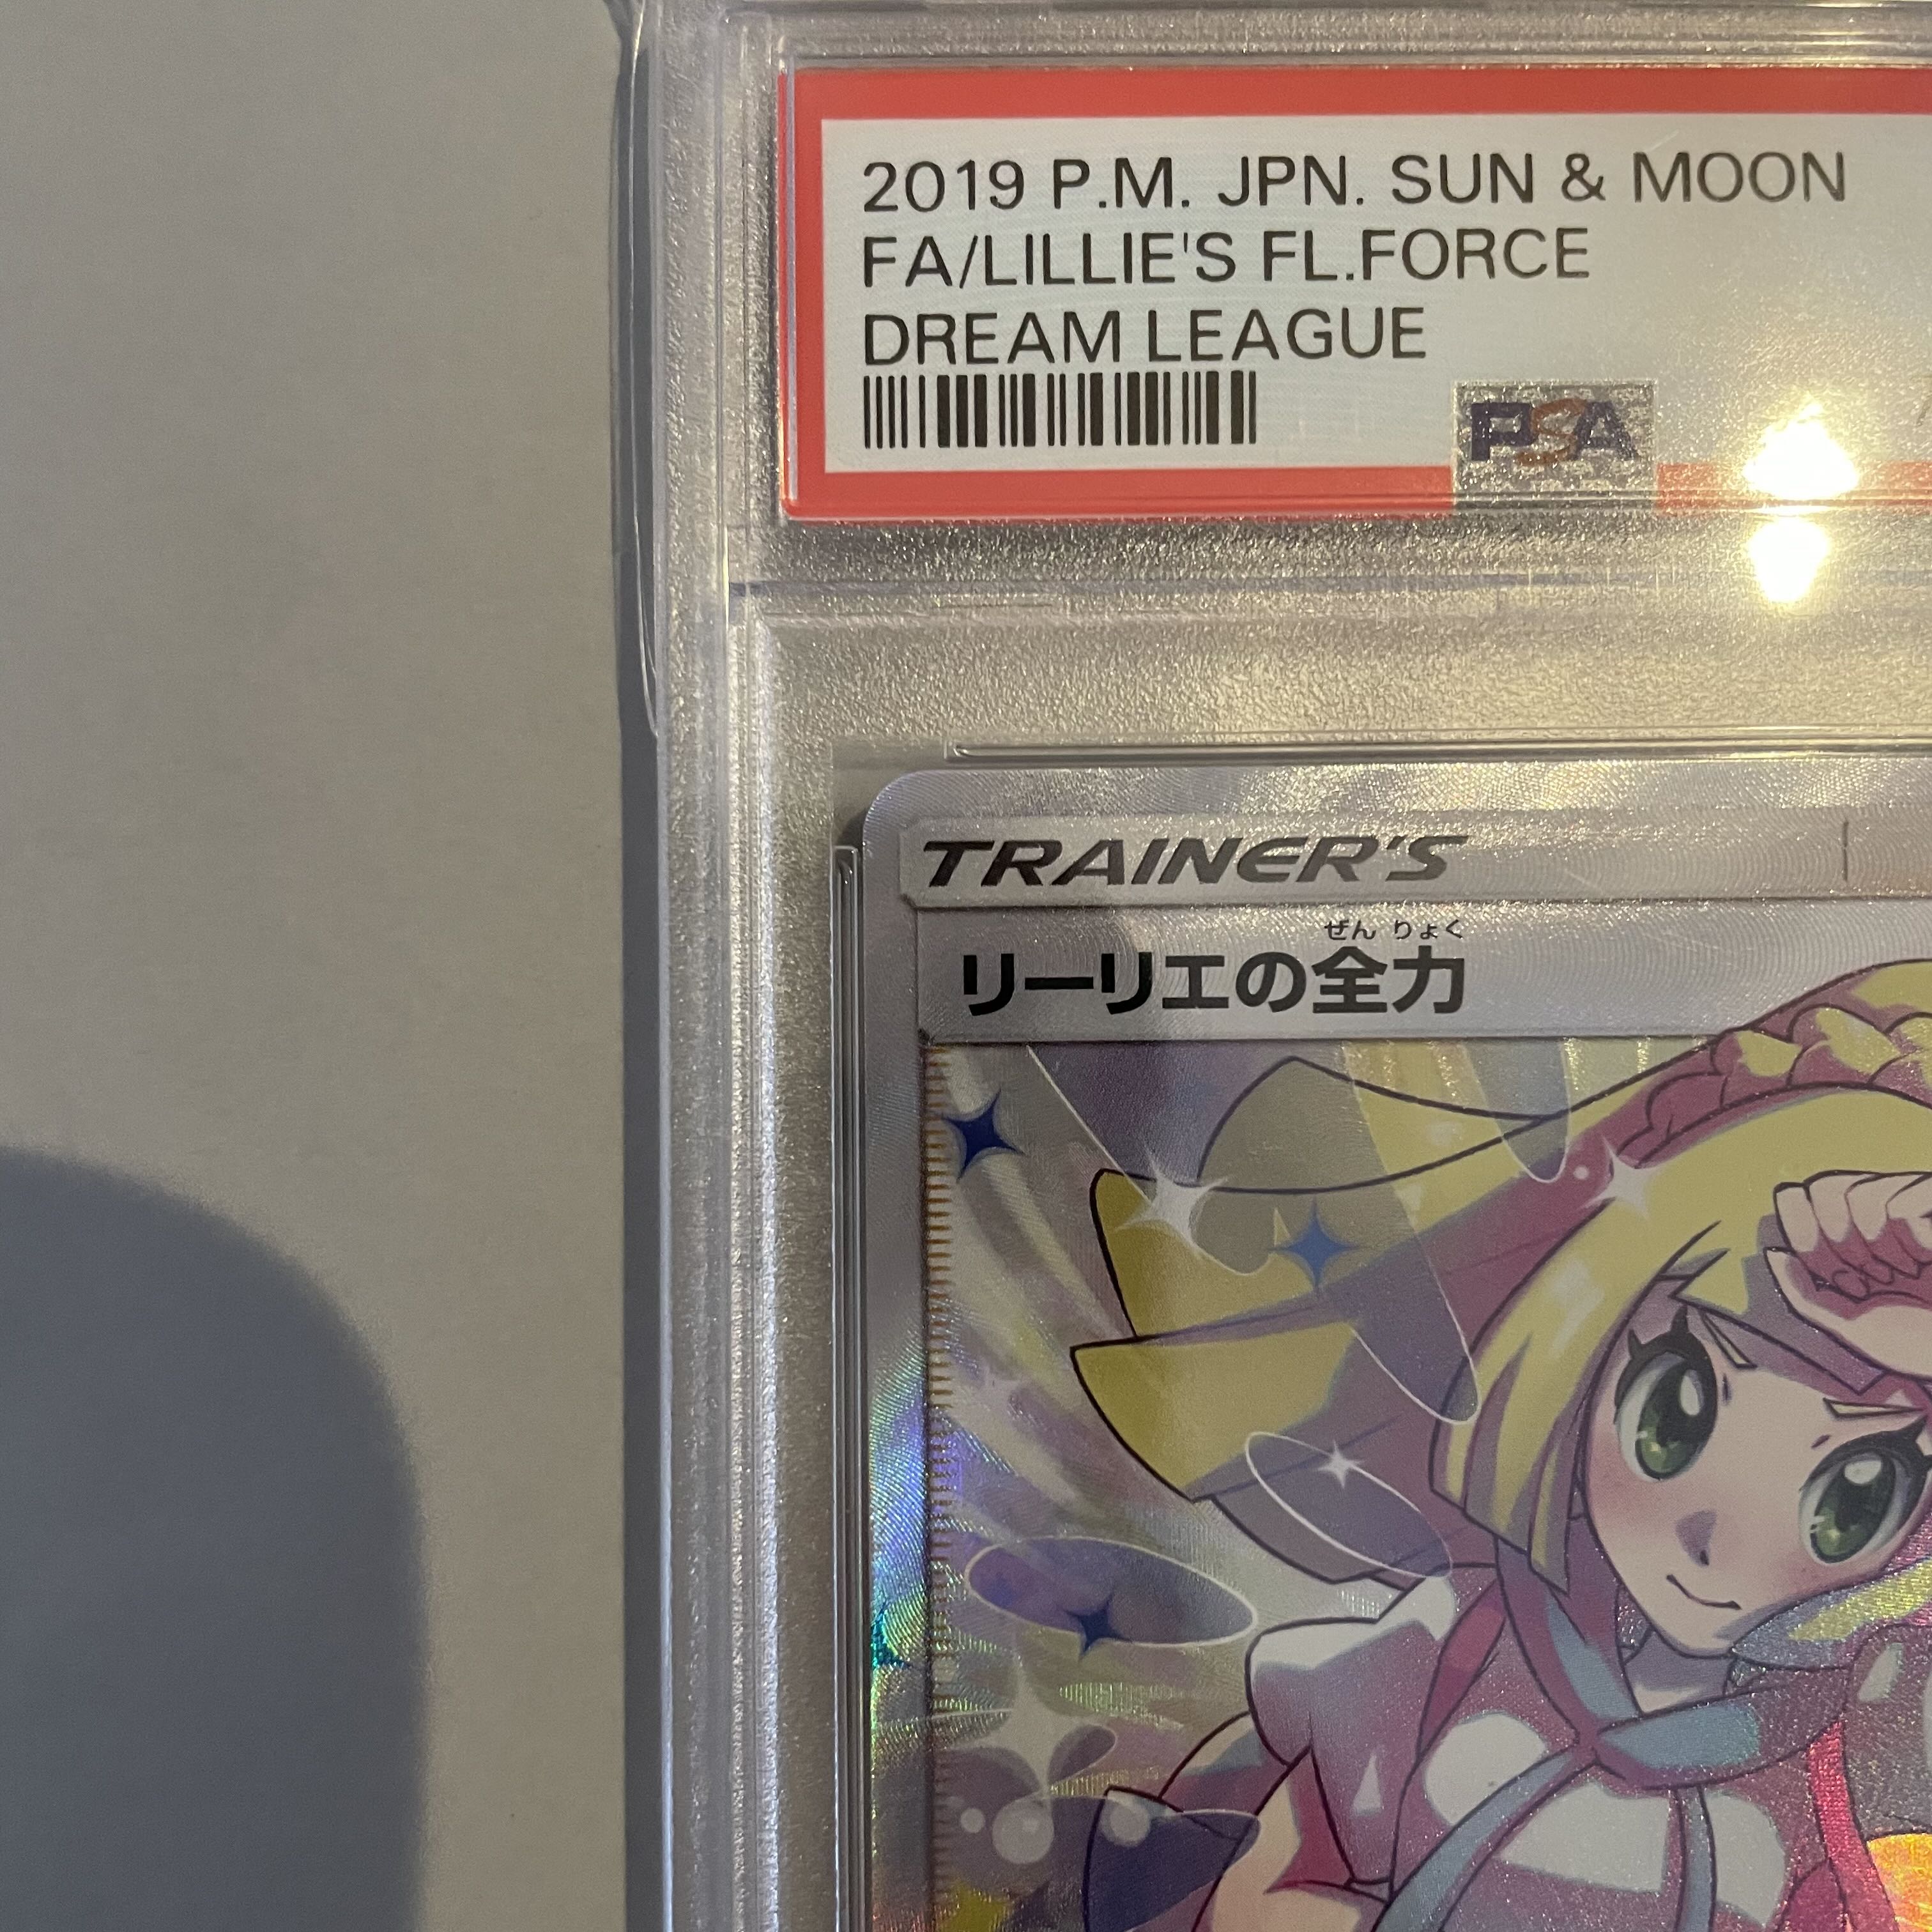 2019 P.M. JPN. SUN & MOON
FA/LILLIE'S FL.FORCE
DREAM LEAGUE
PSA
TRAINER'S
ぜん りょく
リーリエの全力